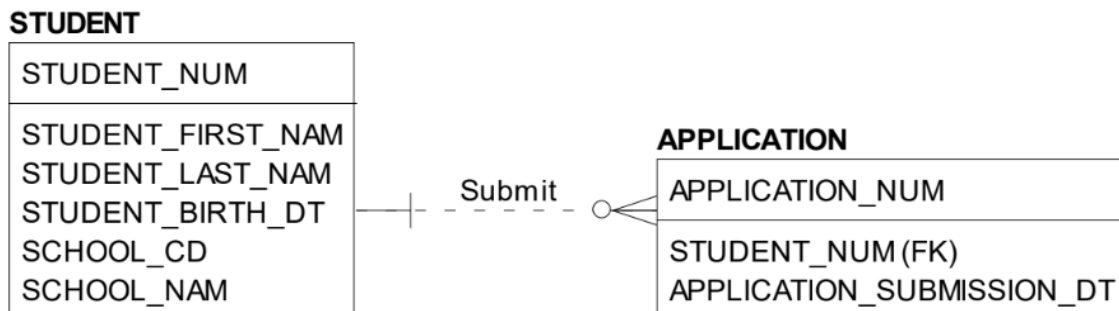 STUDENT
STUDENT_NUM
STUDENT_FIRST_NAM
STUDENT_LAST_NAM
STUDENT_BIRTH_DT
SCHOOL_CD
SCHOOL_NAM
Submit
APPLICATION
APPLICATION_NUM
STUDENT_NUM (FK)
APPLICATION_SUBMISSION_DT